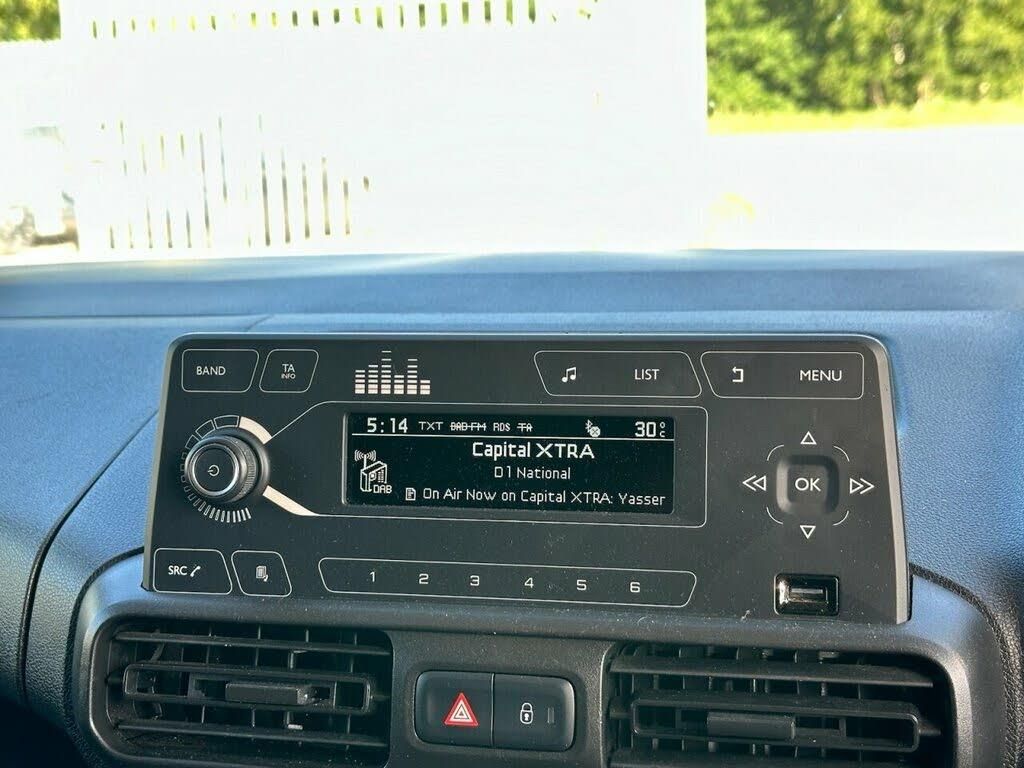 BAND
TA
INFO
LIST
MENU
5:14 TXT DAB-FM RDS TA 30°C
Capital XTRA
D1 National
DAB
On Air Now on Capital XTRA: Yasser
OK
SRC
1 2 3 4 5 6